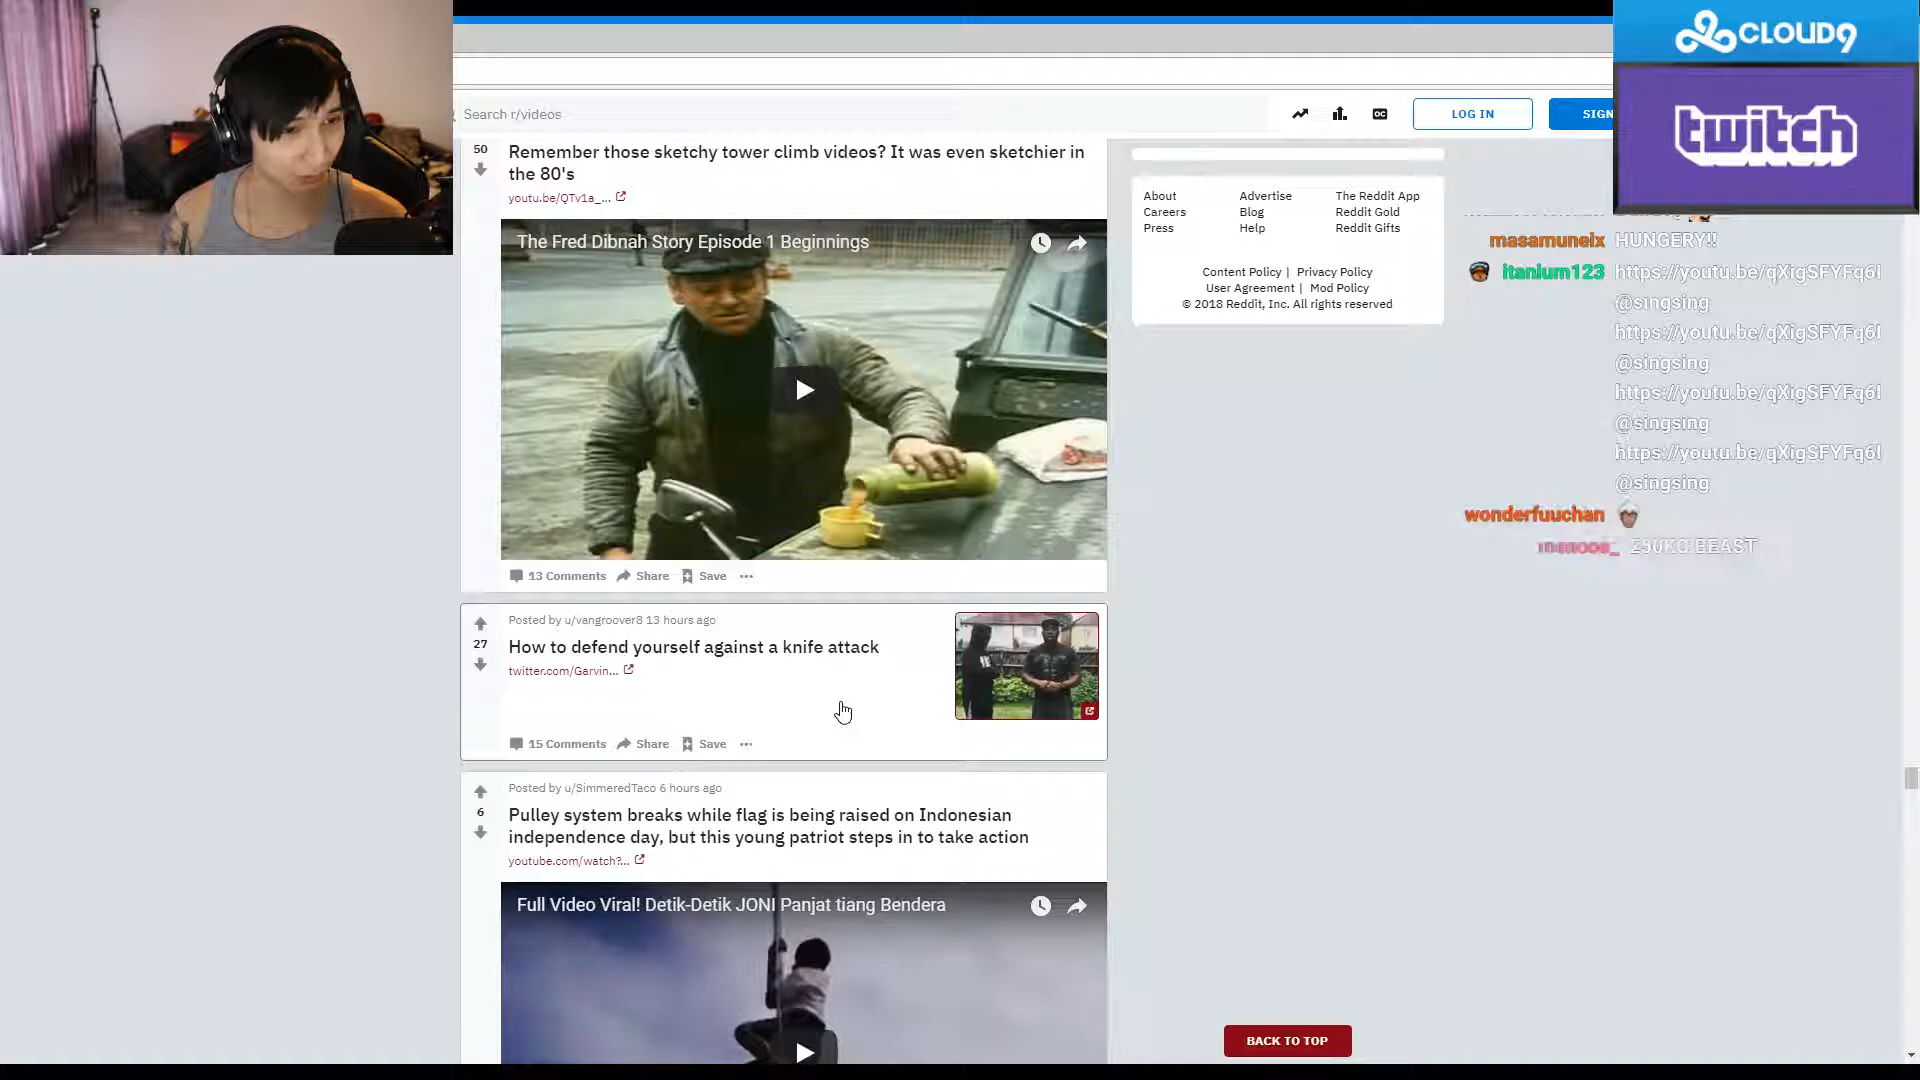 CLOUD9
twitch
Search r/videos
OC
LOG IN
SIGN
50
Remember those sketchy tower climb videos? It was even sketchier in
the 80's
youtu.be/QTv1a_...
The Fred Dibnah Story Episode 1 Beginnings
13 Comments
Share
Save
27
Posted by u/vangroover8 13 hours ago
How to defend yourself against a knife attack
twitter.com/Garvin...
15 Comments
Share
Save
6
Posted by u/SimmeredTaco 6 hours ago
Pulley system breaks while flag is being raised on Indonesian
independence day, but this young patriot steps in to take action
youtube.com/watch?...
Full Video Viral! Detik-Detik JONI Panjat tiang Bendera
About Advertise The Reddit App
Careers Blog Reddit Gold
Press Help Reddit Gifts
Content Policy | Privacy Policy
User Agreement | Mod Policy
© 2018 Reddit, Inc. All rights reserved
BACK TO TOP
masamuneix HUNGERY!!
itanium123 https://youtu.be/qXigSFYFq6I
@singsing
https://youtu.be/qXigSFYFq6I
@singsing
https://youtu.be/qXigSFYFq6I
@singsing
https://youtu.be/qXigSFYFq6I
@singsing
wonderfuuchan
BEAST